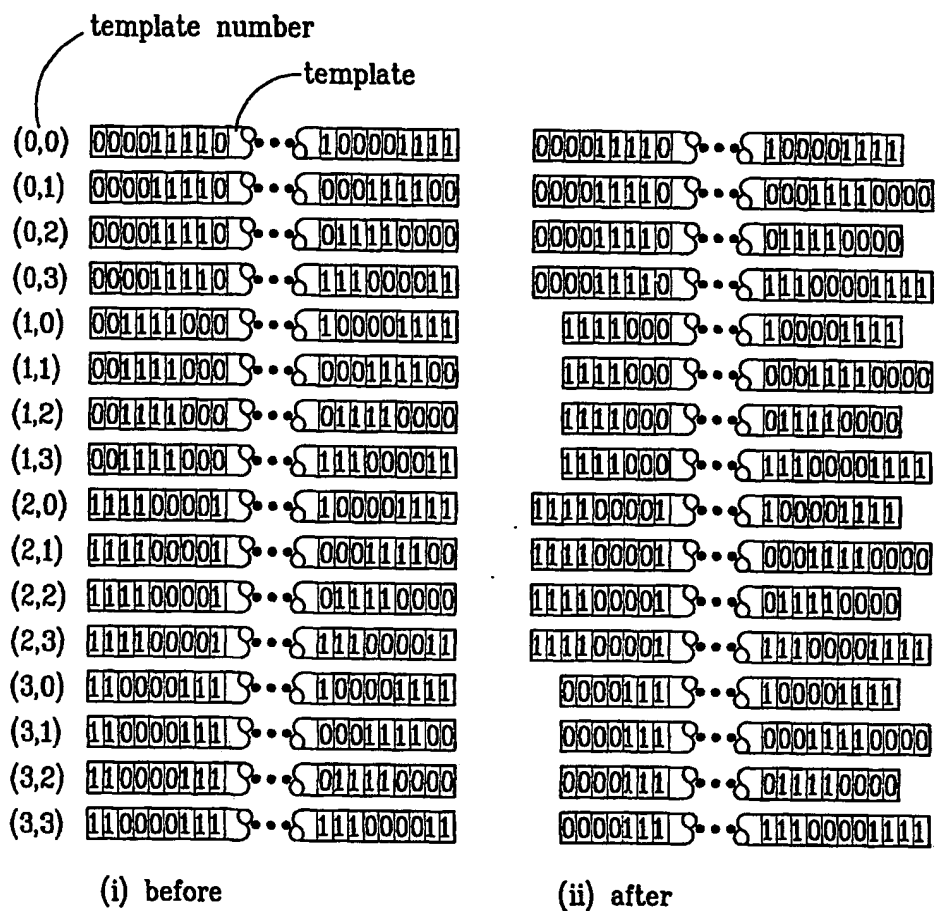 template number
template
(0,0) 000011110 100001111 000011110 100001111
(0,1) 000011110 000111100 000011110 00011110000
(0,2) 000011110 011110000 000011110 011110000
(0,3) 000011110 111000011 000011110 11100001111
(1,0) 001111000 100001111 1111000 100001111
(1,1) 001111000 000111100 1111000 00011110000
(1,2) 001111000 011110000 1111000 011110000
(1,3) 001111000 111000011 1111000 11100001111
(2,0) 111100001 100001111 111100001 100001111
(2,1) 111100001 000111100 111100001 00011110000
(2,2) 111100001 011110000 111100001 011110000
(2,3) 111100001 111000011 111100001 11100001111
(3,0) 110000111 100001111 0000111 100001111
(3,1) 110000111 000111100 0000111 00011110000
(3,2) 110000111 011110000 0000111 011110000
(3,3) 110000111 111000011 0000111 11100001111
(i) before (ii) after